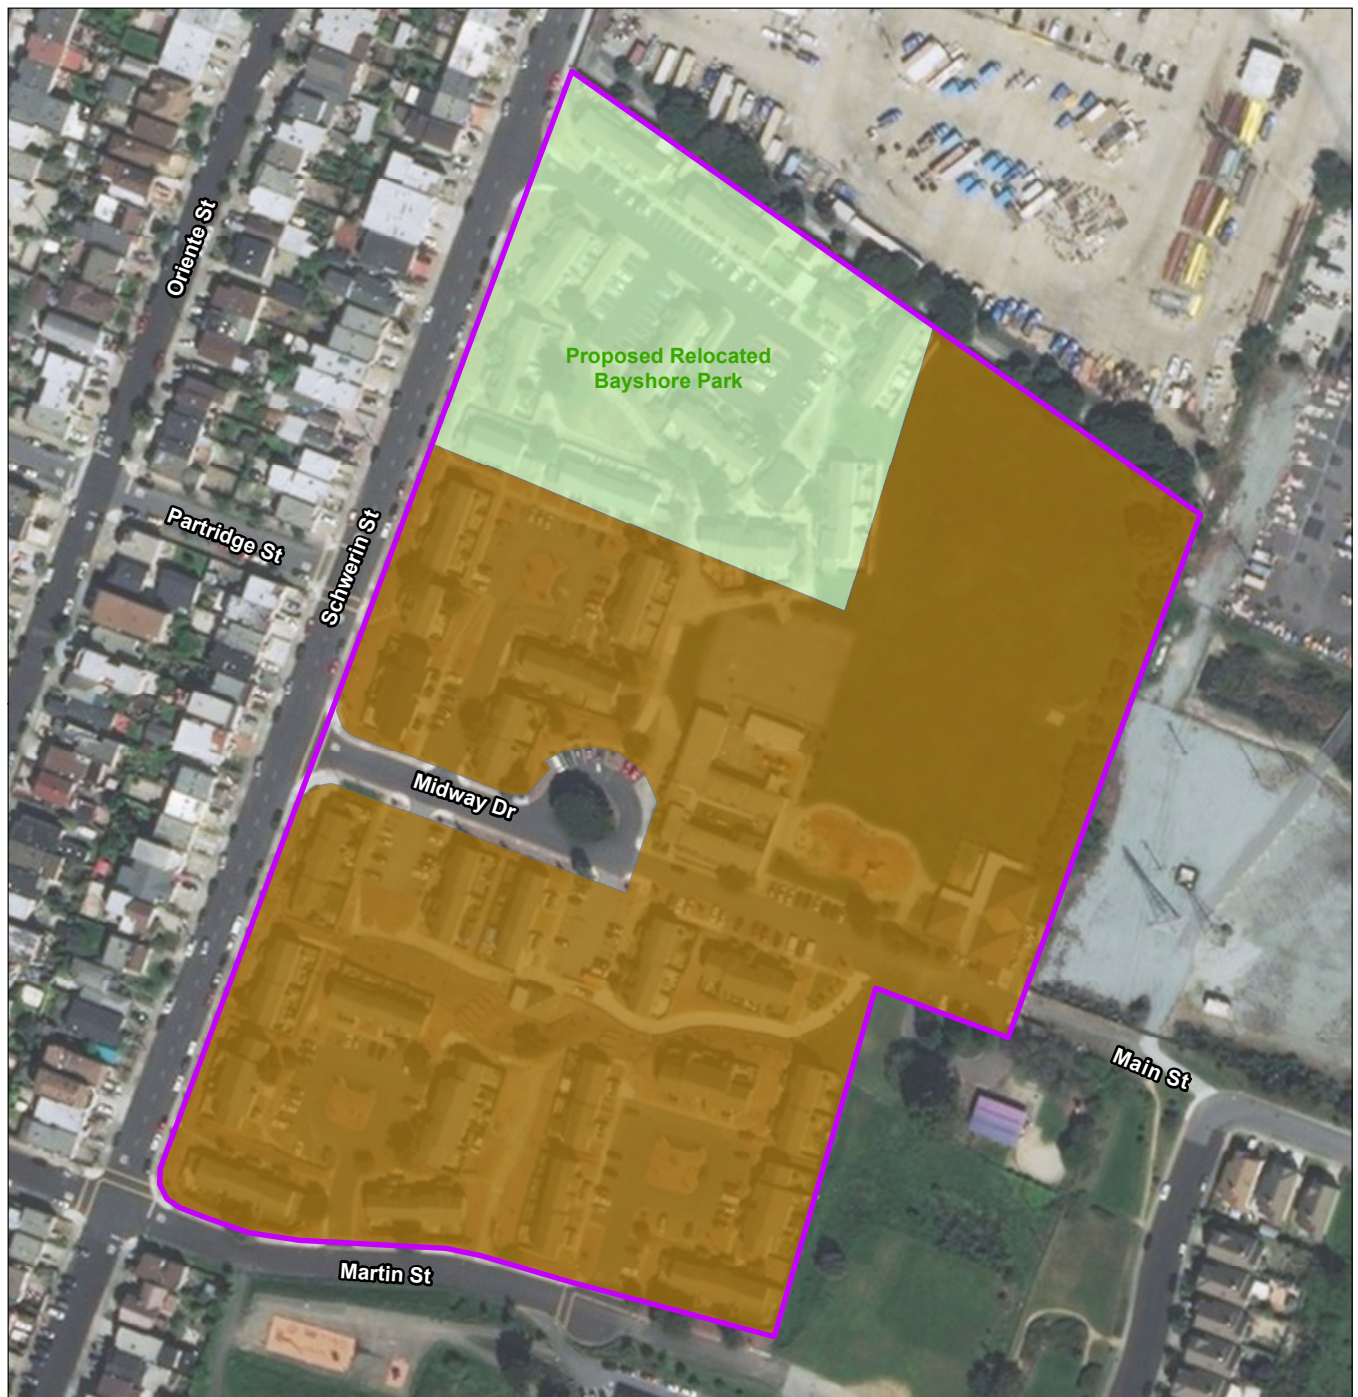 Oriente St
Proposed Relocated
Bayshore Park
Partridge St
Schwerin St
Midway Dr
Main St
Martin St